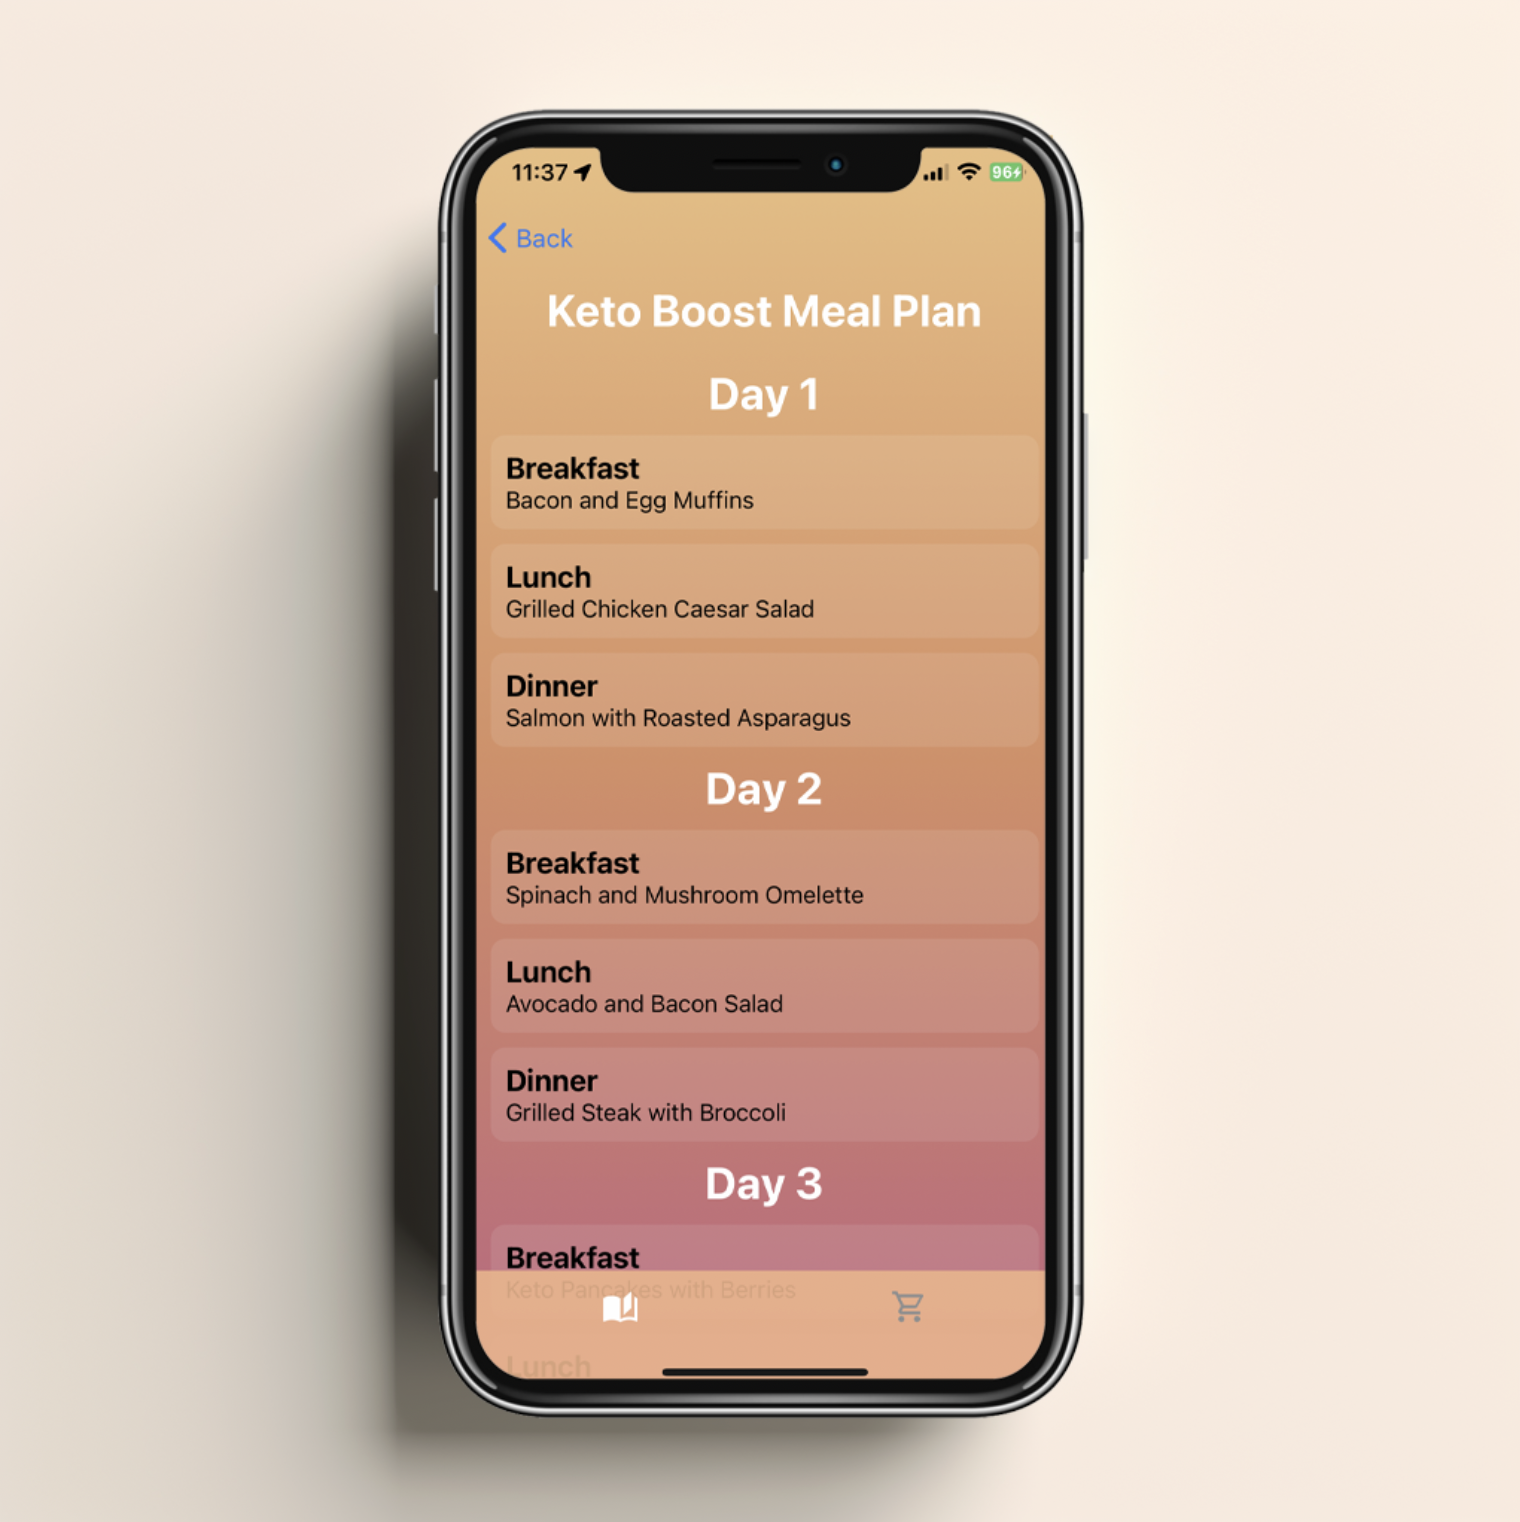 11:37
96
Back
Keto Boost Meal Plan
Day 1
Breakfast
Bacon and Egg Muffins
Lunch
Grilled Chicken Caesar Salad
Dinner
Salmon with Roasted Asparagus
Day 2
Breakfast
Spinach and Mushroom Omelette
Lunch
Avocado and Bacon Salad
Dinner
Grilled Steak with Broccoli
Day 3
Breakfast
Keto Pancakes with Berries
Lunch